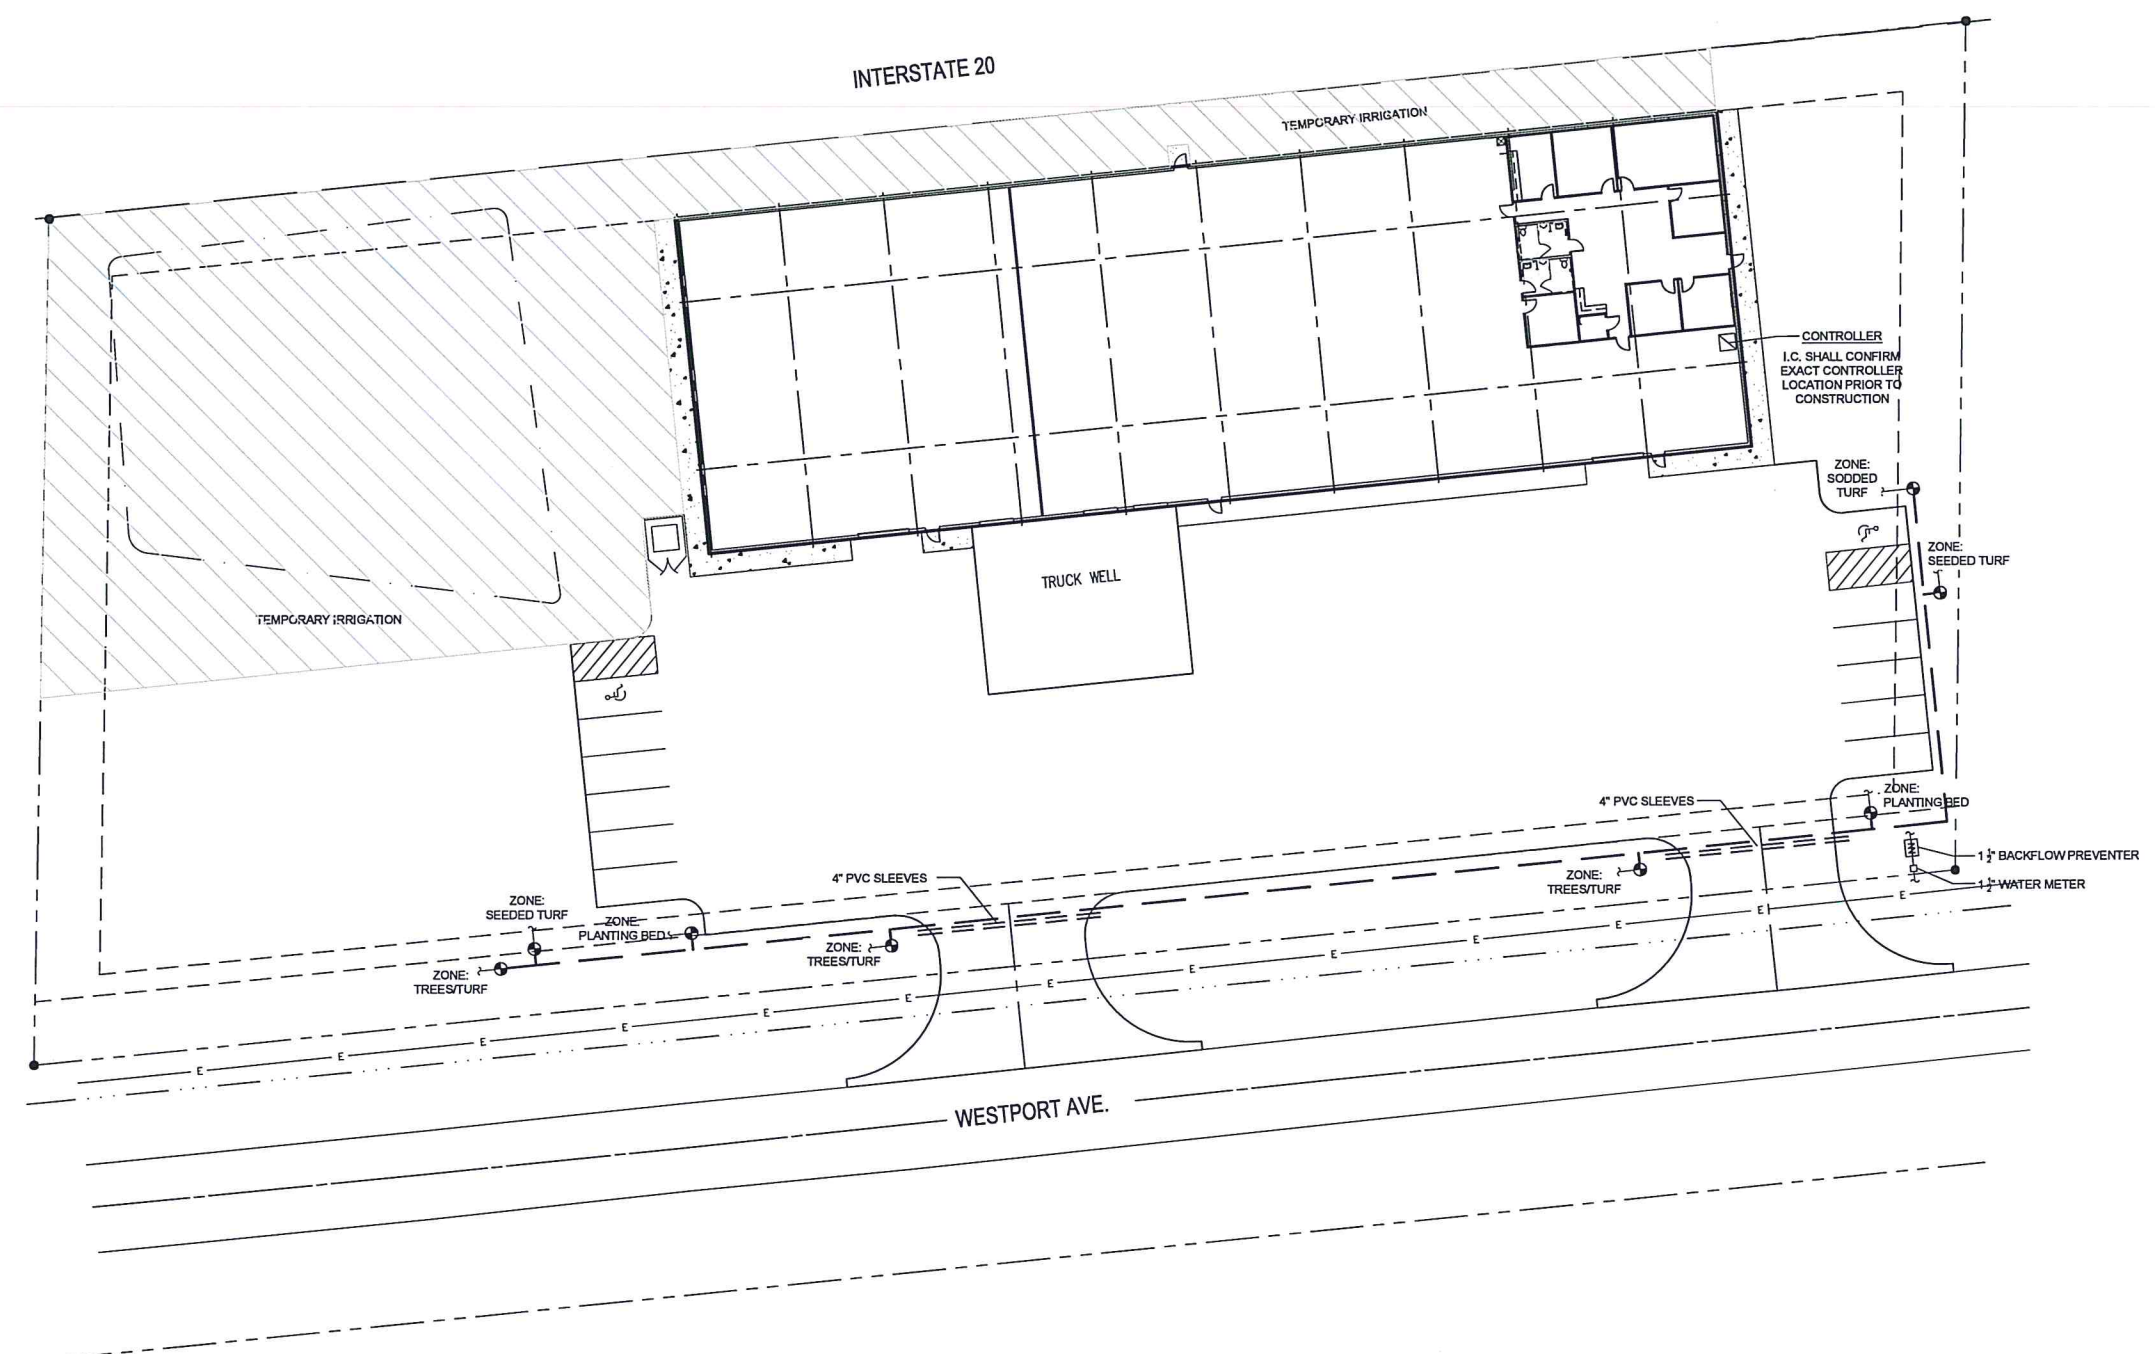 INTERSTATE 20
TEMPORARY IRRIGATION
CONTROLLER
I.C. SHALL CONFIRM
EXACT CONTROLLER
LOCATION PRIOR TO
CONSTRUCTION
ZONE:
SODDED
TURF
ZONE:
SEEDED TURF
TRUCK WELL
TEMPORARY IRRIGATION
ZONE:
PLANTING BED
4" PVC SLEEVES
1 1/2" BACKFLOW PREVENTER
1 1/2" WATER METER
ZONE:
TREES/TURF
4" PVC SLEEVES
ZONE:
SEEDED TURF
ZONE:
PLANTING BED
ZONE:
TREES/TURF
ZONE:
TREES/TURF
E
E
E
E
E
E
E
E
E
E
E
E
E
WESTPORT AVE.